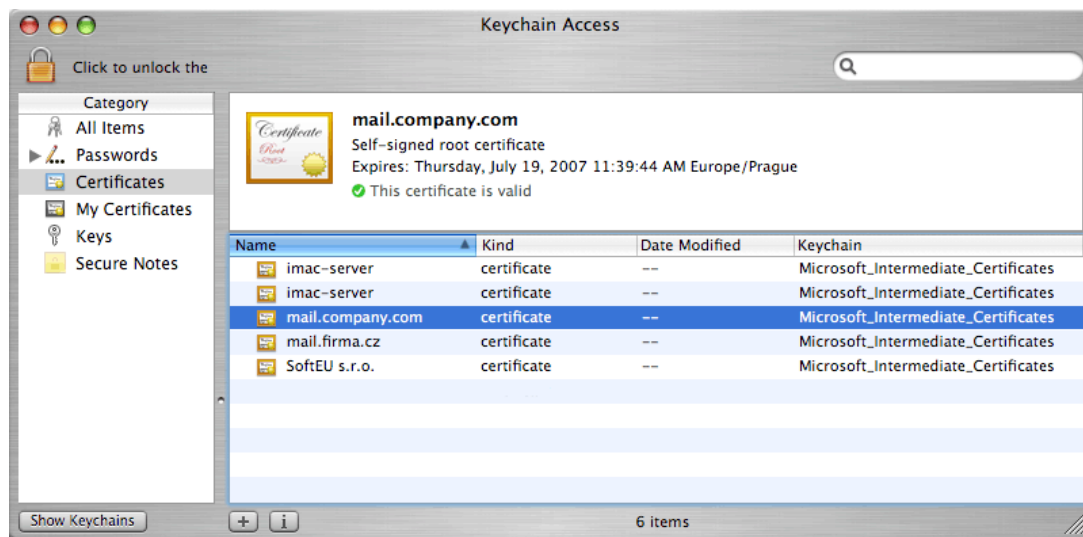 Keychain Access
Click to unlock the
Category
All Items
Passwords
Certificates
My Certificates
Keys
Secure Notes
Certificate
Root
mail.company.com
Self-signed root certificate
Expires: Thursday, July 19, 2007 11:39:44 AM Europe/Prague
This certificate is valid
Name Kind Date Modified Keychain
imac-server certificate -- Microsoft_Intermediate_Certificates
imac-server certificate -- Microsoft_Intermediate_Certificates
mail.company.com certificate -- Microsoft_Intermediate_Certificates
mail.firma.cz certificate -- Microsoft_Intermediate_Certificates
SoftEU s.r.o. certificate -- Microsoft_Intermediate_Certificates
Show Keychains + i 6 items